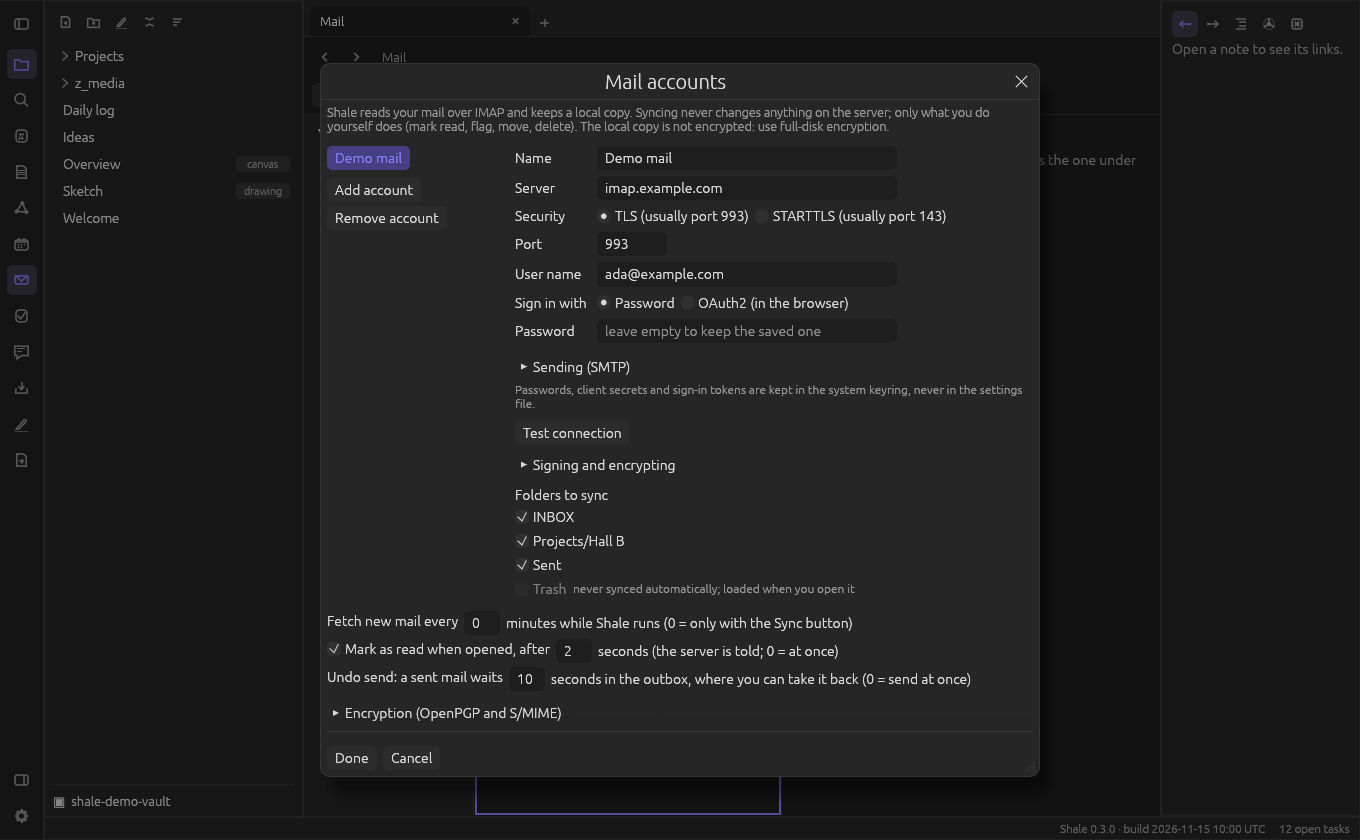 Mail
Projects
z_media
Daily log
Ideas
Overview canvas
Sketch drawing
Welcome
shale-demo-vault
Mail
Mail accounts
Shale reads your mail over IMAP and keeps a local copy. Syncing never changes anything on the server; only what you do
yourself does (mark read, flag, move, delete). The local copy is not encrypted: use full-disk encryption.
Demo mail
Add account
Remove account
Name Demo mail
Server imap.example.com
Security TLS (usually port 993) STARTTLS (usually port 143)
Port 993
User name ada@example.com
Sign in with Password OAuth2 (in the browser)
Password leave empty to keep the saved one
Sending (SMTP)
Passwords, client secrets and sign-in tokens are kept in the system keyring, never in the settings
file.
Test connection
Signing and encrypting
Folders to sync
INBOX
Projects/Hall B
Sent
Trash never synced automatically; loaded when you open it
Fetch new mail every 0 minutes while Shale runs (0 = only with the Sync button)
Mark as read when opened, after 2 seconds (the server is told; 0 = at once)
Undo send: a sent mail waits 10 seconds in the outbox, where you can take it back (0 = send at once)
Encryption (OpenPGP and S/MIME)
Done Cancel
s the one under
Open a note to see its links.
Shale 0.3.0 · build 2026-11-15 10:00 UTC 12 open tasks